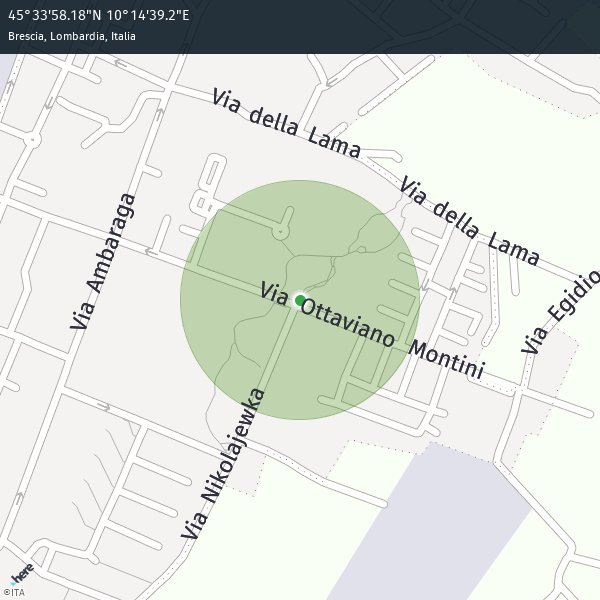 45°33'58.18"N 10°14'39.2"E
Brescia, Lombardia, Italia
Via della Lama
Via della Lama
Via Ambaraga
Via Egidio
Via Ottaviano Montini
Via Nikolajewka
here
©ITA